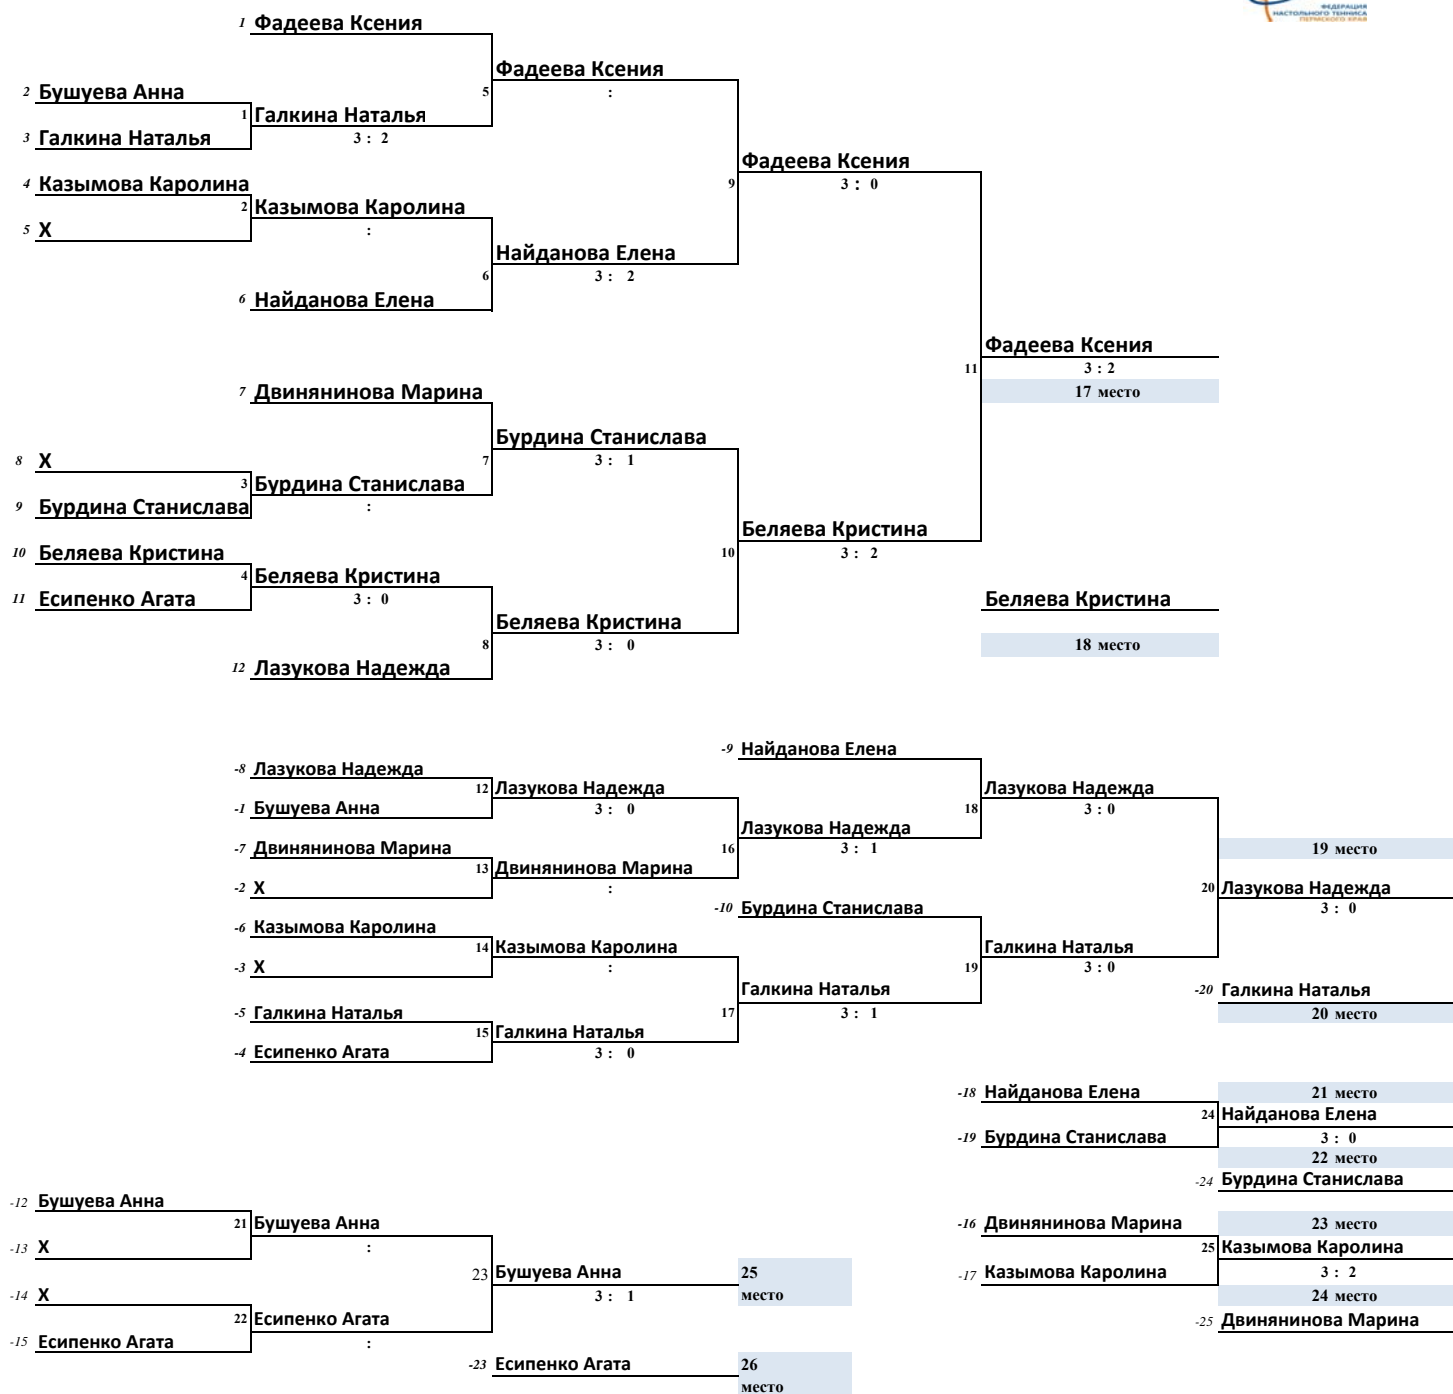 ФЕДЕРАЦИЯ
НАСТОЛЬНОГО ТЕННИСА
ПЕРМСКОГО КРАЯ
1 Фадеева Ксения
Фадеева Ксения
2 Бушуева Анна
5 :
1 Галкина Наталья
3 Галкина Наталья
3 : 2
Фадеева Ксения
4 Казымова Каролина
9 3 : 0
2 Казымова Каролина
5 X
:
Найданова Елена
6 3 : 2
6 Найданова Елена
Фадеева Ксения
11 3 : 2
7 Двинянинова Марина
17 место
Бурдина Станислава
8 X
7 3 : 1
3 Бурдина Станислава
9 Бурдина Станислава
:
Беляева Кристина
10 Беляева Кристина
10 3 : 2
4 Беляева Кристина
11 Есипенко Агата
3 : 0
Беляева Кристина
Беляева Кристина
8 3 : 0
18 место
12 Лазукова Надежда
-9 Найданова Елена
-8 Лазукова Надежда
12 Лазукова Надежда
Лазукова Надежда
-1 Бушуева Анна
3 : 0
18 3 : 0
Лазукова Надежда
-7 Двинянинова Марина
16 3 : 1
19 место
13 Двинянинова Марина
-2 X
:
20 Лазукова Надежда
3 : 0
-10 Бурдина Станислава
-6 Казымова Каролина
14 Казымова Каролина
Галкина Наталья
-3 X
:
19 3 : 0
Галкина Наталья
-20 Галкина Наталья
-5 Галкина Наталья
17 3 : 1
20 место
15 Галкина Наталья
-4 Есипенко Агата
3 : 0
-18 Найданова Елена
21 место
24 Найданова Елена
-19 Бурдина Станислава
3 : 0
22 место
-24 Бурдина Станислава
-12 Бушуева Анна
21 Бушуева Анна
-16 Двинянинова Марина
23 место
-13 X
:
25 Казымова Каролина
23 Бушуева Анна
25
место
-17 Казымова Каролина
3 : 2
-14 X
3 : 1
24 место
22 Есипенко Агата
-25 Двинянинова Марина
-15 Есипенко Агата
:
-23 Есипенко Агата
26
место